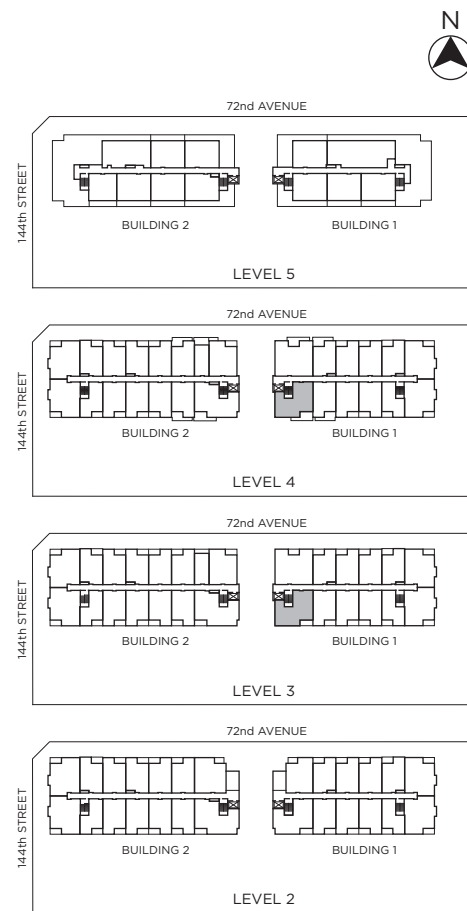 N
72nd AVENUE
144th STREET
BUILDING 2 BUILDING 1
LEVEL 5
72nd AVENUE
144th STREET
BUILDING 2 BUILDING 1
LEVEL 4
72nd AVENUE
144th STREET
BUILDING 2 BUILDING 1
LEVEL 3
72nd AVENUE
144th STREET
BUILDING 2 BUILDING 1
LEVEL 2